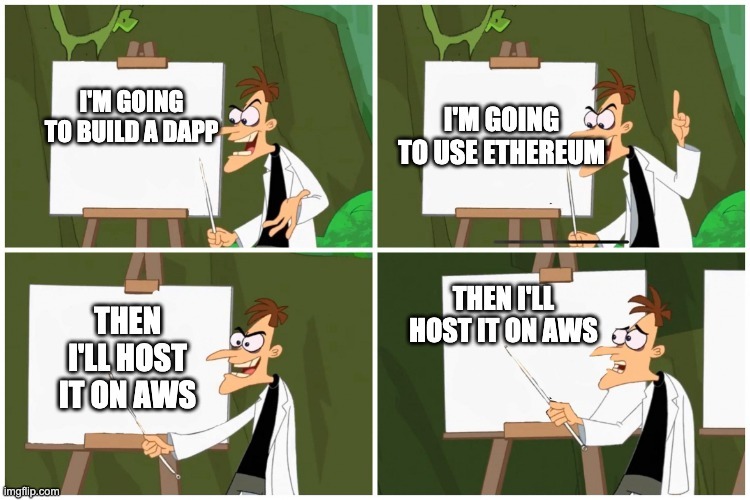 I'M GOING
TO BUILD A DAPP
I'M GOING
TO USE ETHEREUM
THEN
I'LL HOST
IT ON AWS
THEN I'LL
HOST IT ON AWS
imgflip.com